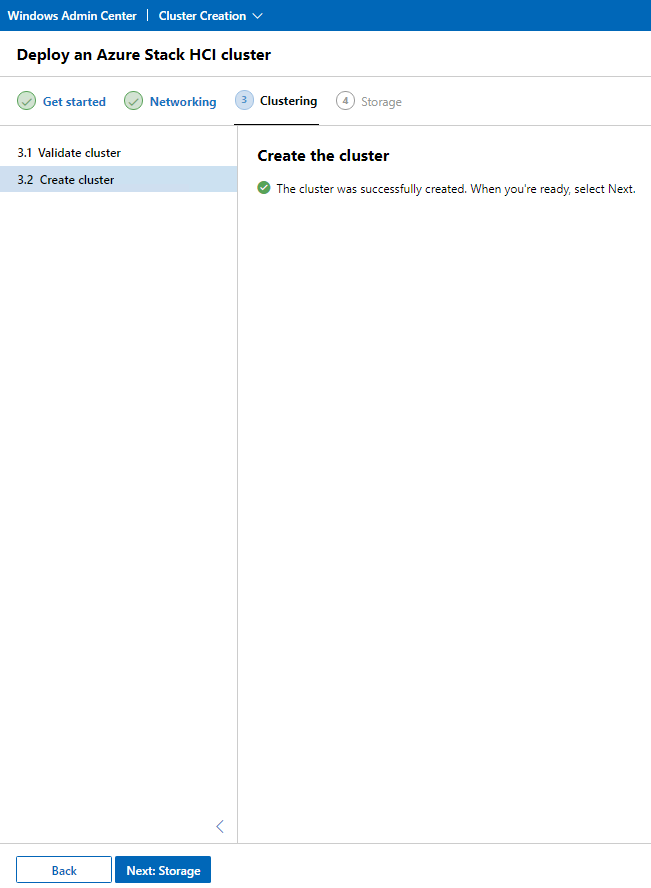 Windows Admin Center | Cluster Creation
Deploy an Azure Stack HCI cluster
Get started Networking 3 Clustering 4 Storage
3.1 Validate cluster
3.2 Create cluster
Create the cluster
The cluster was successfully created. When you're ready, select Next.
Back Next: Storage